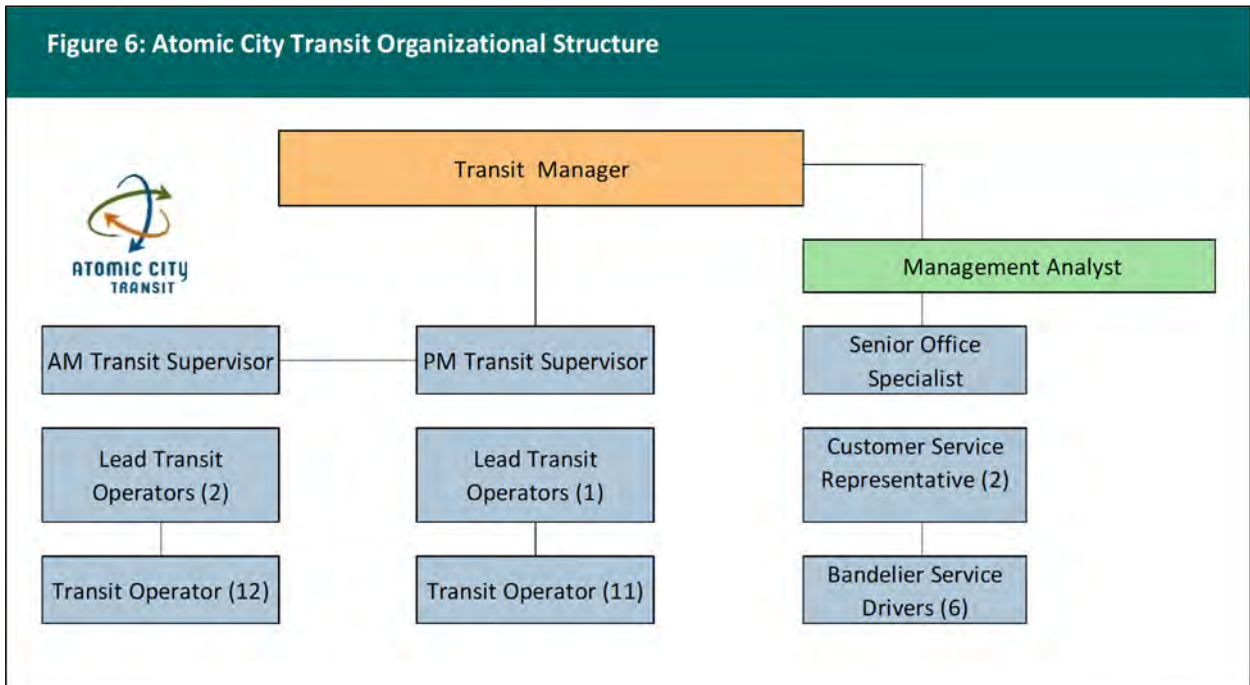 Figure 6: Atomic City Transit Organizational Structure
Transit Manager
ATOMIC CITY
TRANSIT
Management Analyst
AM Transit Supervisor
PM Transit Supervisor
Senior Office
Specialist
Lead Transit
Operators (2)
Lead Transit
Operators (1)
Customer Service
Representative (2)
Transit Operator (12)
Transit Operator (11)
Bandelier Service
Drivers (6)